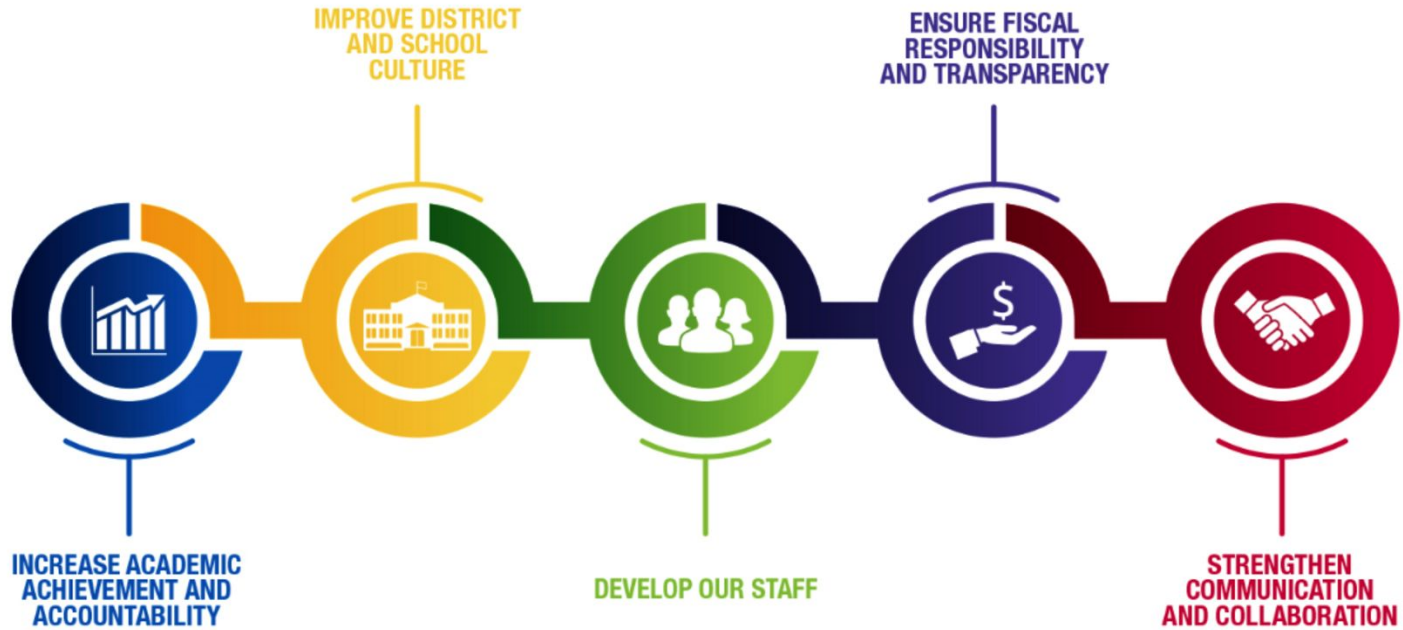 IMPROVE DISTRICT
AND SCHOOL
CULTURE
ENSURE FISCAL
RESPONSIBILITY
AND TRANSPARENCY
$
INCREASE ACADEMIC
ACHIEVEMENT AND
ACCOUNTABILITY
DEVELOP OUR STAFF
STRENGTHEN
COMMUNICATION
AND COLLABORATION